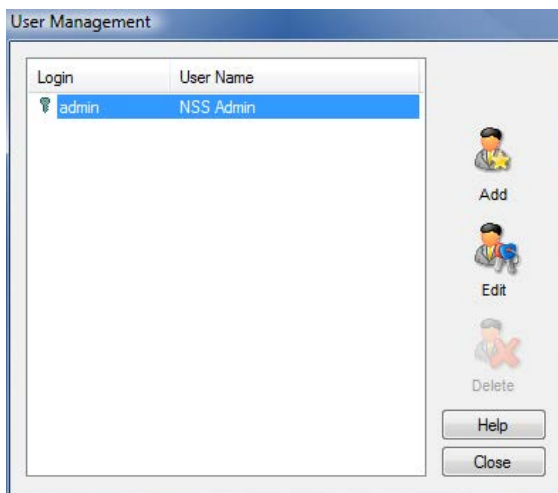 User Management
Login User Name
admin NSS Admin
Add
Edit
Delete
Help
Close